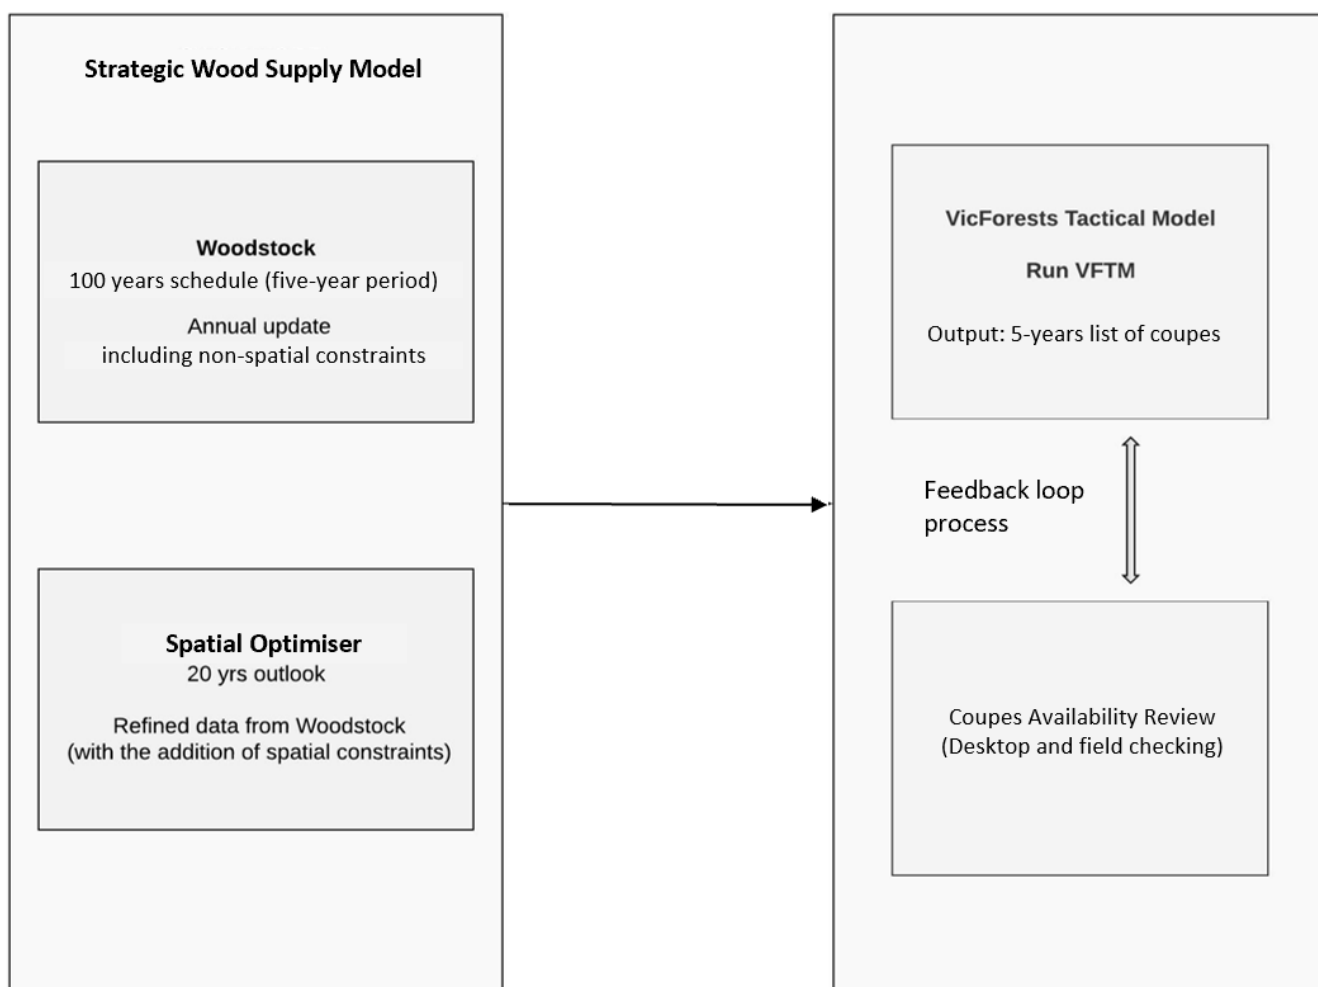 Strategic Wood Supply Model
Woodstock
100 years schedule (five-year period)
Annual update
including non-spatial constraints
Spatial Optimiser
20 yrs outlook
Refined data from Woodstock
(with the addition of spatial constraints)
VicForests Tactical Model
Run VFTM
Output: 5-years list of coupes
Feedback loop
process
Coupes Availability Review
(Desktop and field checking)